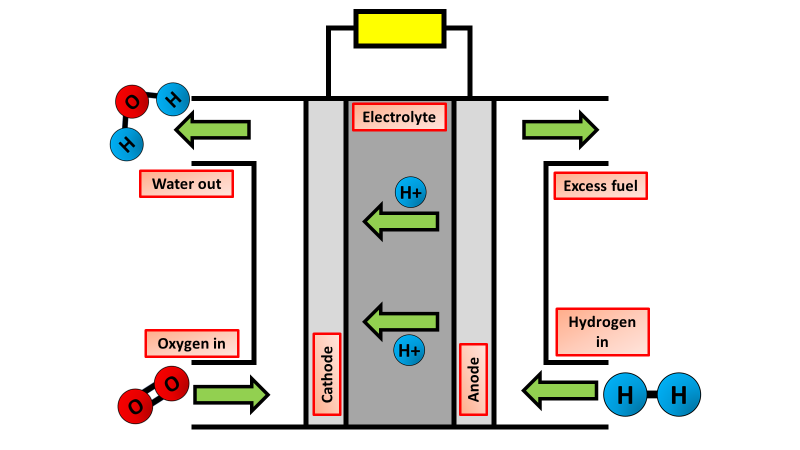 O H
H
Electrolyte
Water out
H+
Excess fuel
Oxygen in
H+
Hydrogen
in
Cathode
Anode
O O
H H